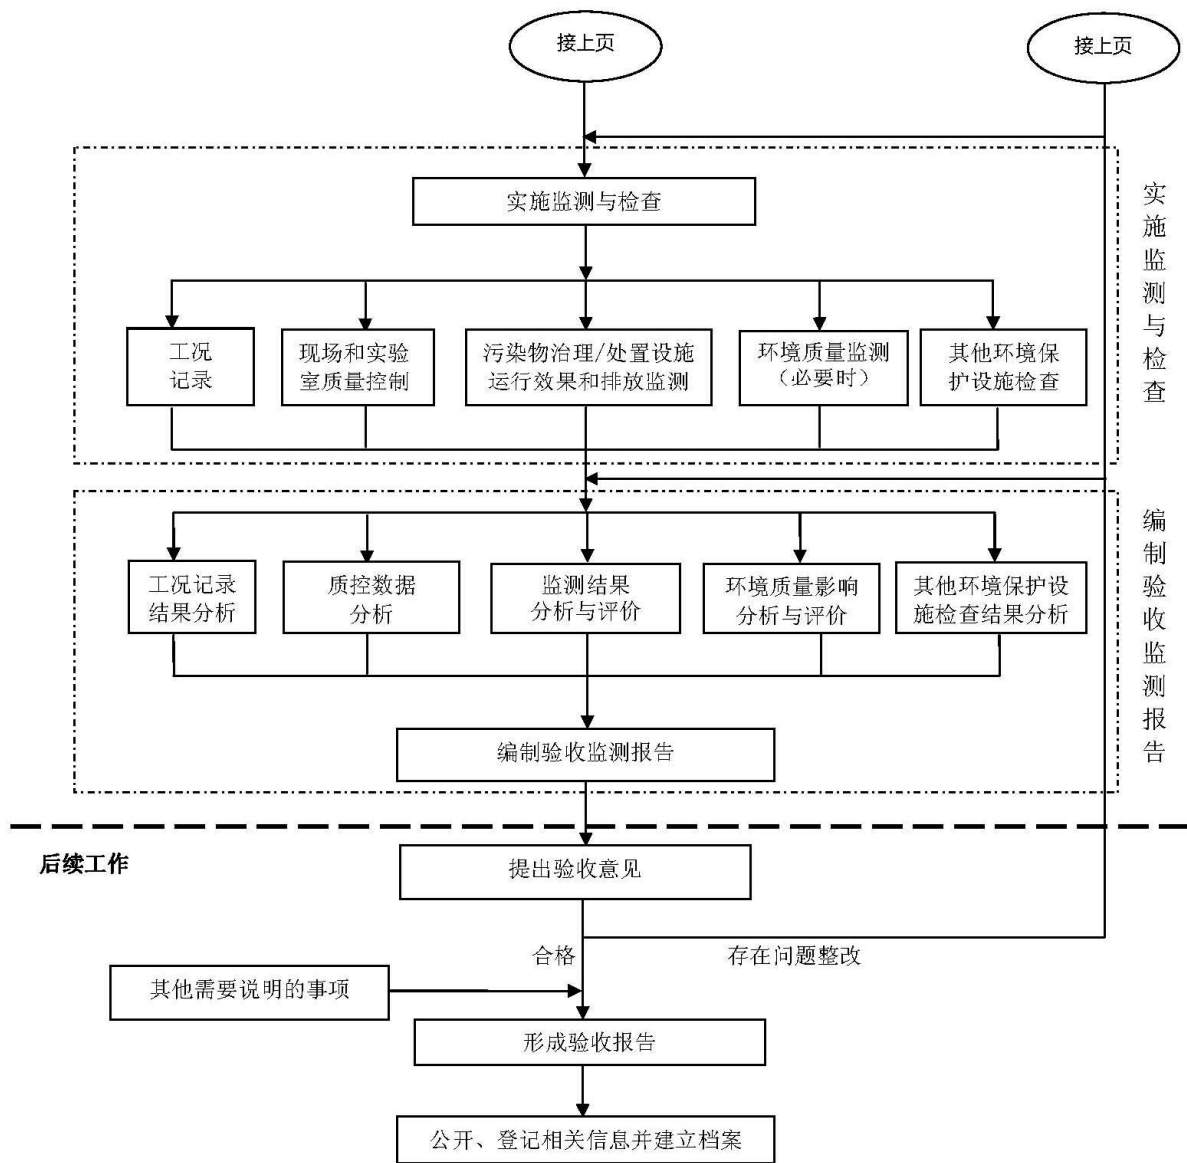 接上页
接上页
实施监测与检查
实施监测与检查
工况
记录
现场和实验
室质量控制
污染物治理/处置设施
运行效果和排放监测
环境质量监测
（必要时）
其他环境保
护设施检查
编制验收监测报告
工况记录
结果分析
质控数据
分析
监测结果
分析与评价
环境质量影响
分析与评价
其他环境保护设
施检查结果分析
编制验收监测报告
后续工作
提出验收意见
合格
存在问题整改
其他需要说明的事项
形成验收报告
公开、登记相关信息并建立档案